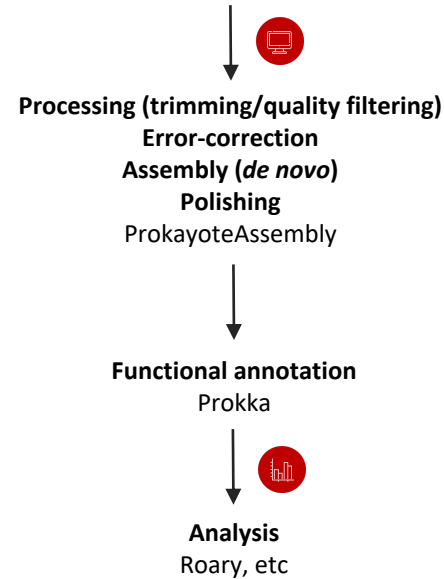 Processing (trimming/quality filtering)
Error-correction
Assembly (de novo)
Polishing
ProkayoteAssembly
Functional annotation
Prokka
Analysis
Roary, etc